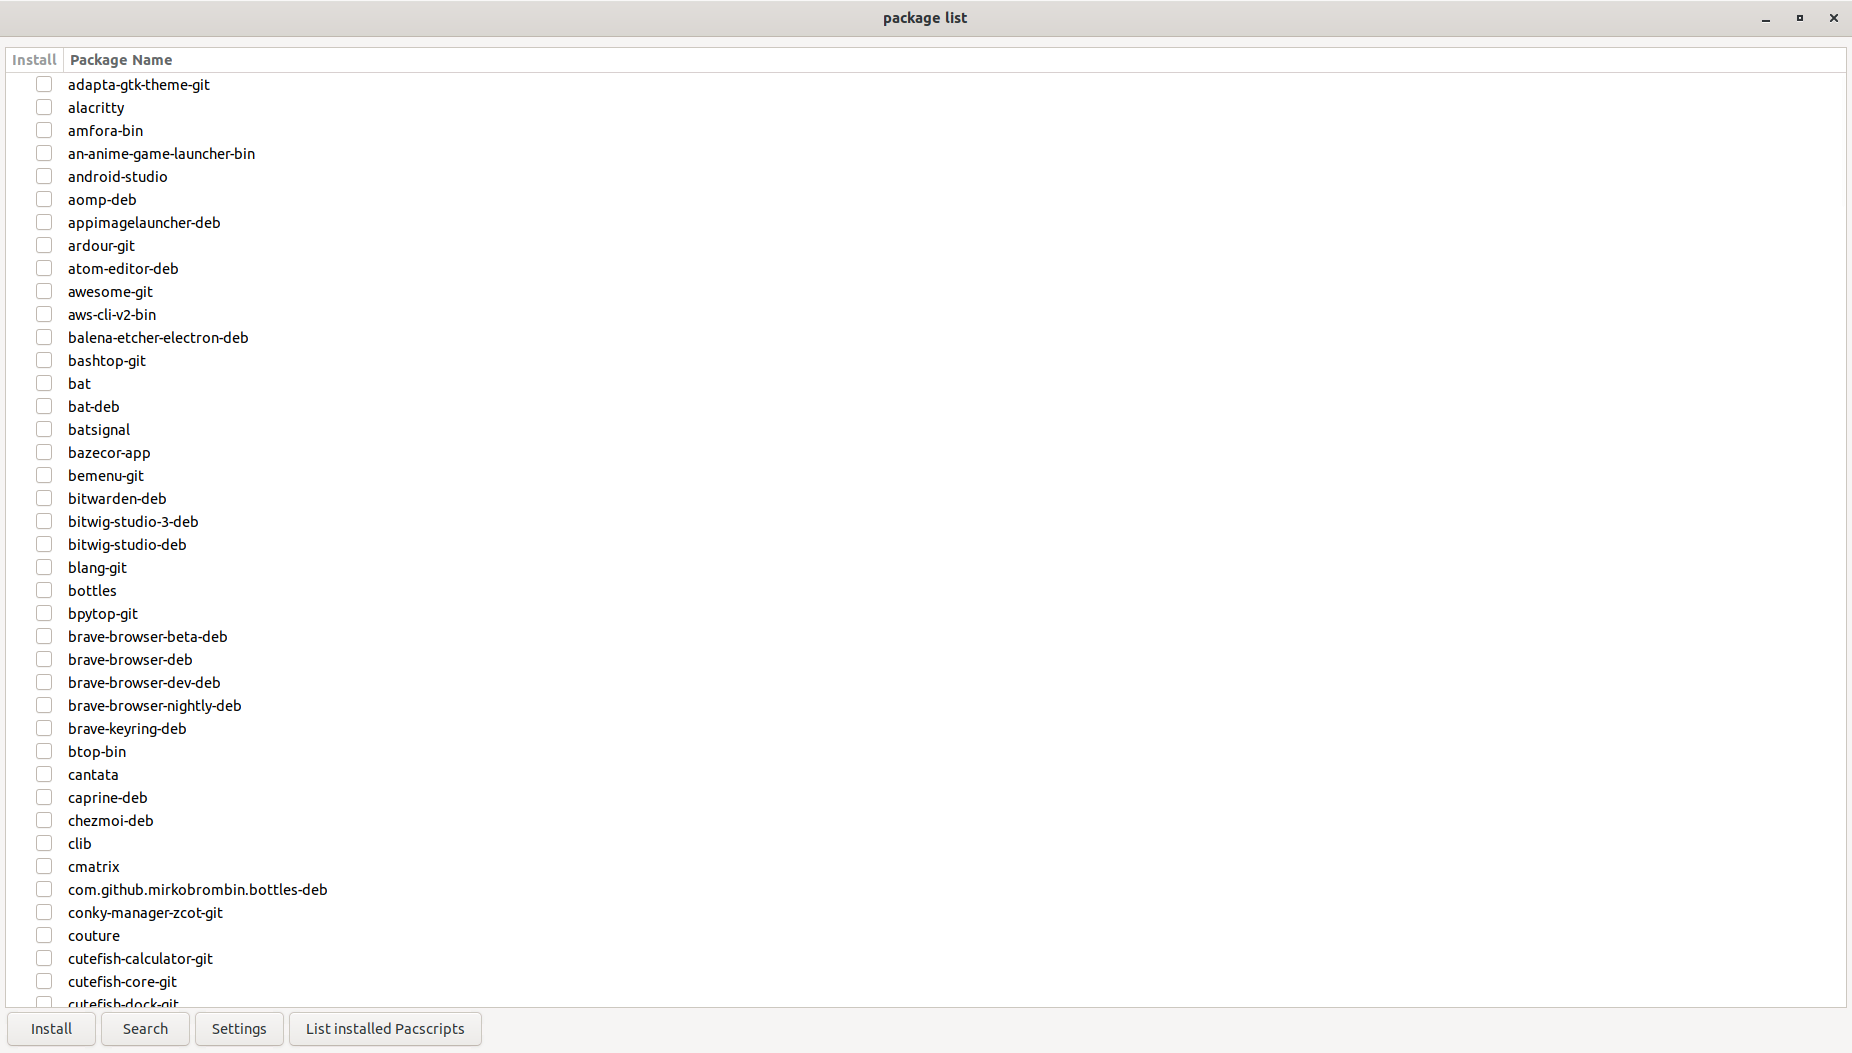 package list
Install Package Name
adapta-gtk-theme-git
alacritty
amfora-bin
an-anime-game-launcher-bin
android-studio
aomp-deb
appimagelauncher-deb
ardour-git
atom-editor-deb
awesome-git
aws-cli-v2-bin
balena-etcher-electron-deb
bashtop-git
bat
bat-deb
batsignal
bazecor-app
bemenu-git
bitwarden-deb
bitwig-studio-3-deb
bitwig-studio-deb
blang-git
bottles
bpytop-git
brave-browser-beta-deb
brave-browser-deb
brave-browser-dev-deb
brave-browser-nightly-deb
brave-keyring-deb
btop-bin
cantata
caprine-deb
chezmoi-deb
clib
cmatrix
com.github.mirkobrombin.bottles-deb
conky-manager-zcot-git
couture
cutefish-calculator-git
cutefish-core-git
cutefish-dock-git
Install Search Settings List installed Pacscripts